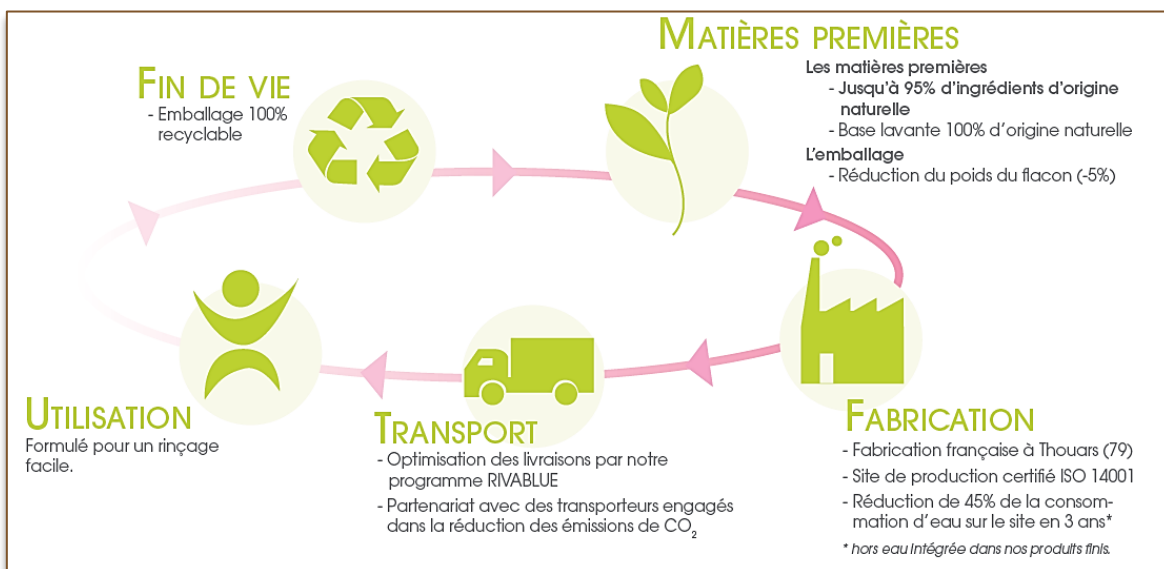 MATIÈRES PREMIÈRES
Les matières premières
- Jusqu'à 95% d'ingrédients d'origine
naturelle
- Base lavante 100% d'origine naturelle
L'emballage
- Réduction du poids du flacon (-5%)
FIN DE VIE
- Emballage 100%
recyclable
UTILISATION
Formulé pour un rinçage
facile.
TRANSPORT
- Optimisation des livraisons par notre
programme RIVABLUE
- Partenariat avec des transporteurs engagés
dans la réduction des émissions de CO₂
FABRICATION
- Fabrication française à Thouars (79)
- Site de production certifié ISO 14001
- Réduction de 45% de la consom-
mation d'eau sur le site en 3 ans*
* hors eau intégrée dans nos produits finis.